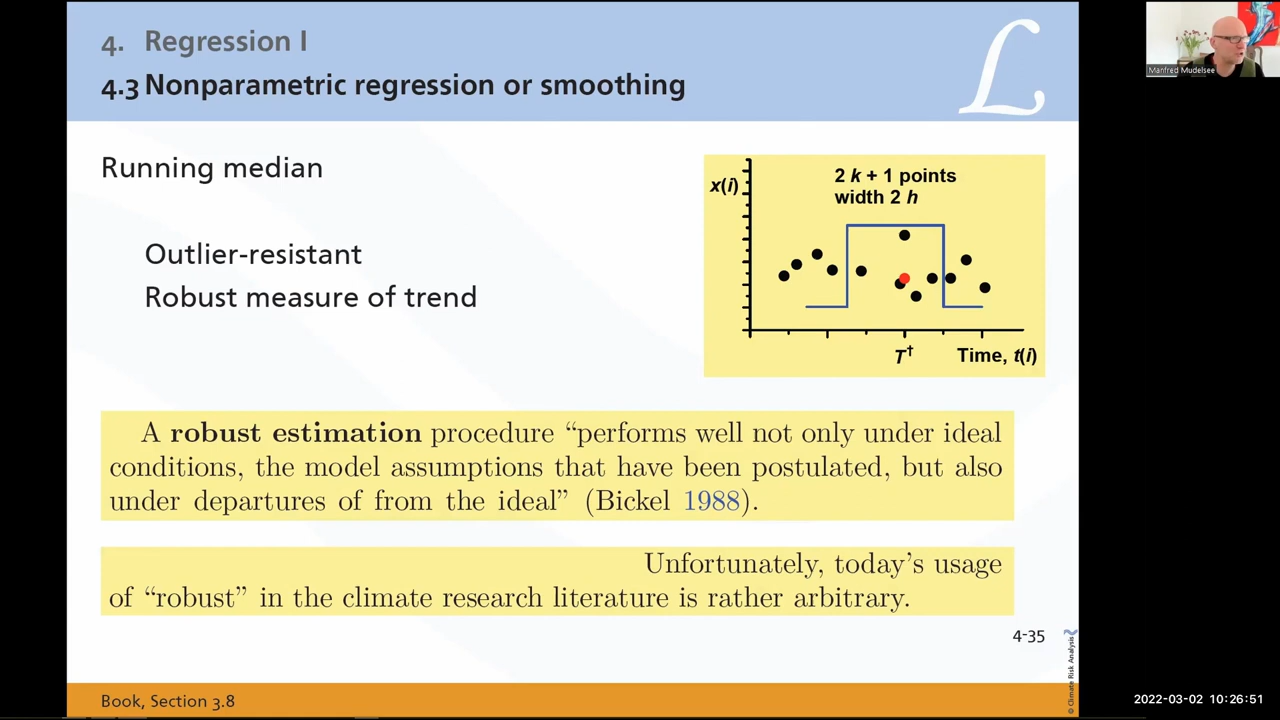 4. Regression I
4.3 Nonparametric regression or smoothing
L
Manfred Mudelsee
Running median
Outlier-resistant
Robust measure of trend
x(i)
2 k + 1 points
width 2 h
T†
Time, t(i)
A robust estimation procedure “performs well not only under ideal
conditions, the model assumptions that have been postulated, but also
under departures of from the ideal” (Bickel 1988).
Unfortunately, today’s usage
of “robust” in the climate research literature is rather arbitrary.
4-35
© Climate Risk Analysis
Book, Section 3.8
2022-03-02 10:26:51